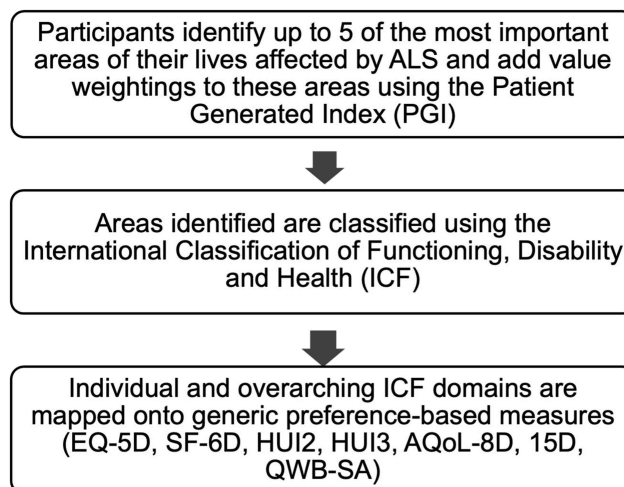 Participants identify up to 5 of the most important
areas of their lives affected by ALS and add value
weightings to these areas using the Patient
Generated Index (PGI)
Areas identified are classified using the
International Classification of Functioning, Disability
and Health (ICF)
Individual and overarching ICF domains are
mapped onto generic preference-based measures
(EQ-5D, SF-6D, HUI2, HUI3, AQoL-8D, 15D,
QWB-SA)